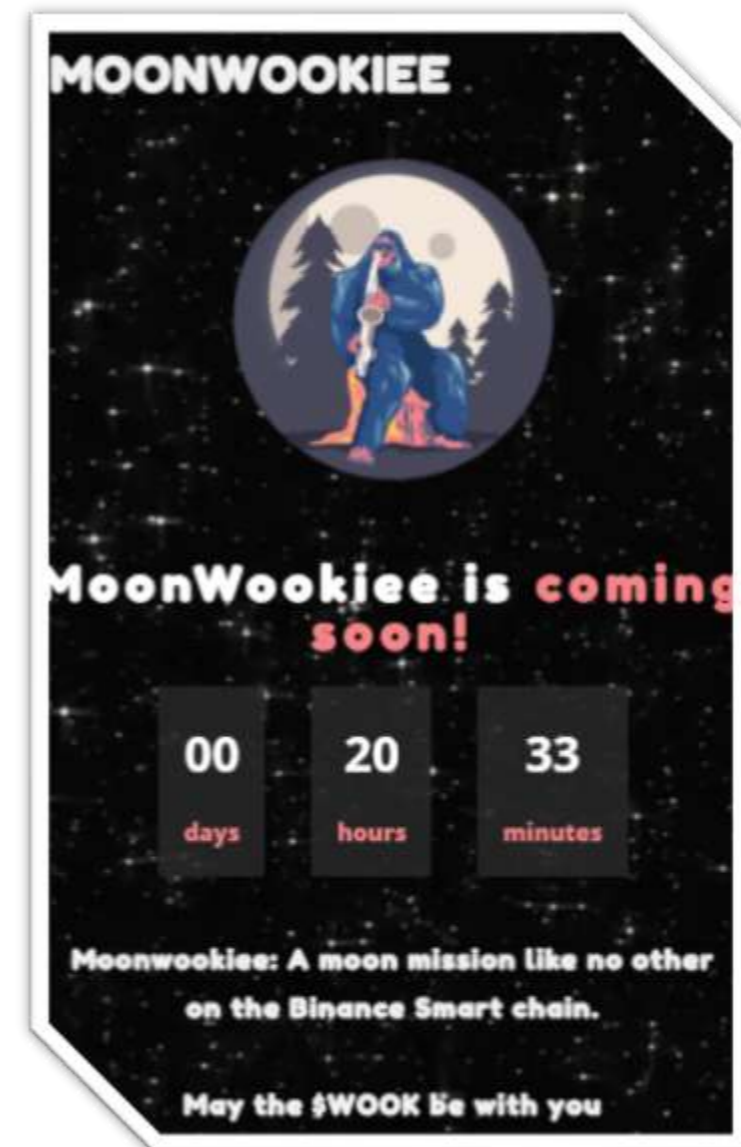 MOONWOOKIEE
MoonWookiee is coming
soon!
00 20 33
days hours minutes
Moonwookiee: A moon mission like no other
on the Binance Smart chain.
May the $WOOK be with you